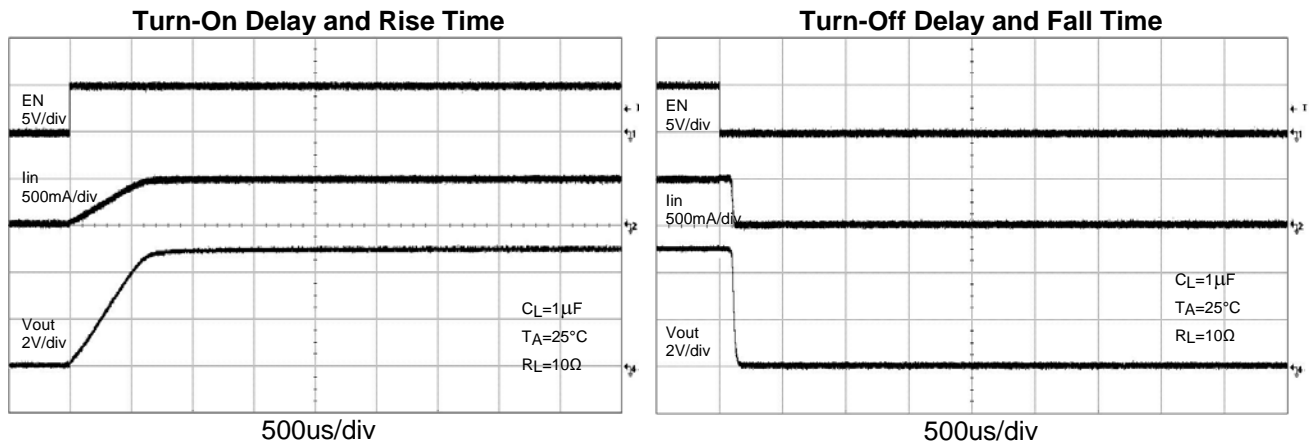 Turn-On Delay and Rise Time
EN
5V/div
Iin
500mA/div
Vout
2V/div
CL=1μF
TA=25°C
RL=10Ω
500us/div
Turn-Off Delay and Fall Time
EN
5V/div
Iin
500mA/div
Vout
2V/div
CL=1μF
TA=25°C
RL=10Ω
500us/div